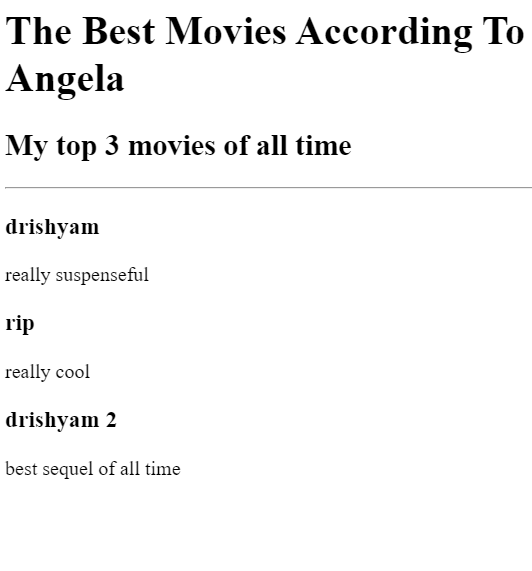 The Best Movies According To
Angela
My top 3 movies of all time
drishyam
really suspenseful
rip
really cool
drishyam 2
best sequel of all time